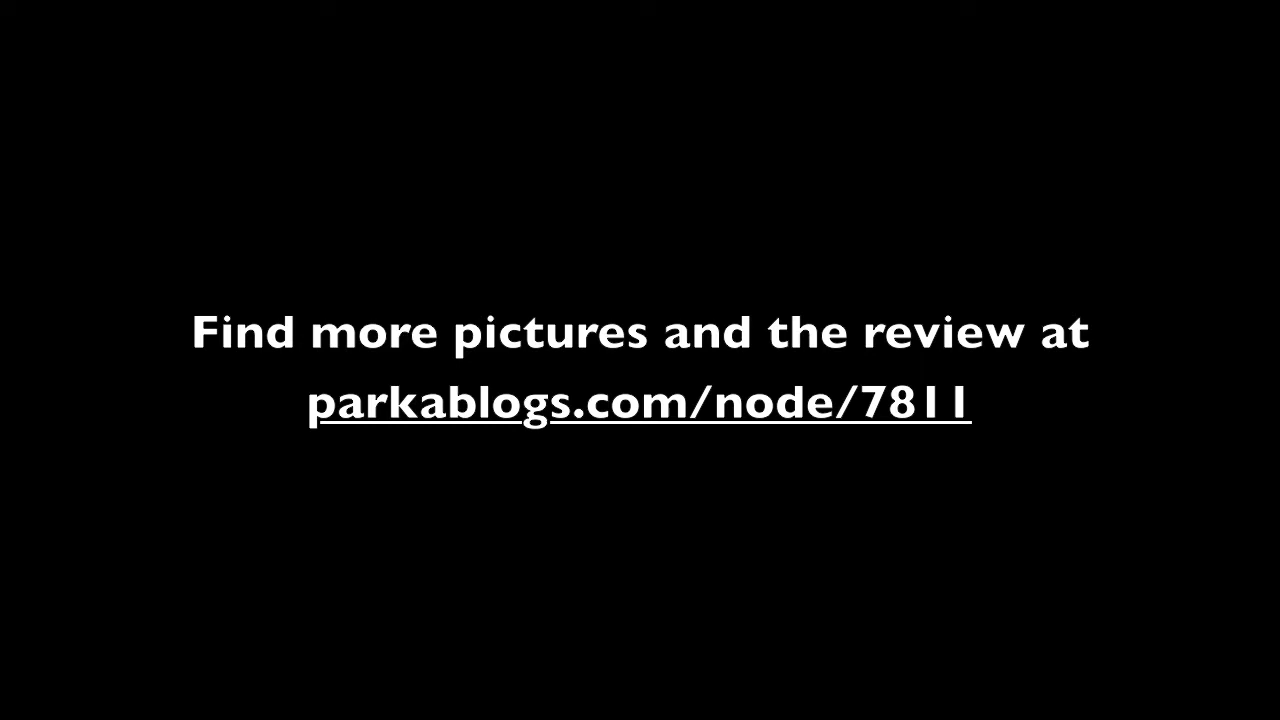 Find more pictures and the review at
parkablogs.com/node/7811